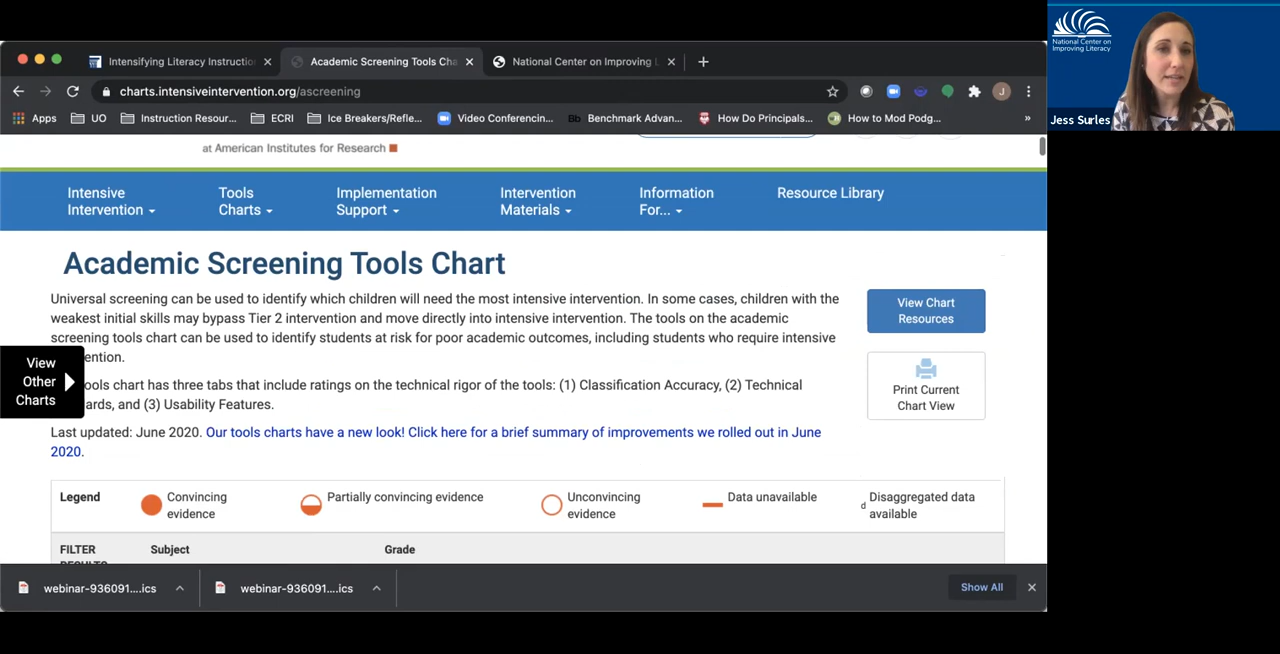 Intensifying Literacy Instructio
Academic Screening Tools Cha
National Center on Improving L
charts.intensiveintervention.org/ascreening
J
Apps
UO
Instruction Resour...
ECRI
Ice Breakers/Refle...
Video Conferencin...
Bb
Benchmark Advan...
How Do Principals...
How to Mod Podg...
»
at American Institutes for Research
Intensive
Intervention
Tools
Charts
Implementation
Support
Intervention
Materials
Information
For...
Resource Library
Academic Screening Tools Chart
Universal screening can be used to identify which children will need the most intensive intervention. In some cases, children with the
weakest initial skills may bypass Tier 2 intervention and move directly into intensive intervention. The tools on the academic
screening tools chart can be used to identify students at risk for poor academic outcomes, including students who require intensive
ention.
ools chart has three tabs that include ratings on the technical rigor of the tools: (1) Classification Accuracy, (2) Technical
ards, and (3) Usability Features.
Last updated: June 2020. Our tools charts have a new look! Click here for a brief summary of improvements we rolled out in June
2020.
View Chart
Resources
Print Current
Chart View
View
Other
Charts
Legend
Convincing
evidence
Partially convincing evidence
Unconvincing
evidence
Data unavailable
d
Disaggregated data
available
FILTER
RESULTS
Subject
Grade
webinar-936091....ics
webinar-936091....ics
Show All
National Center on
Improving Literacy
Jess Surles